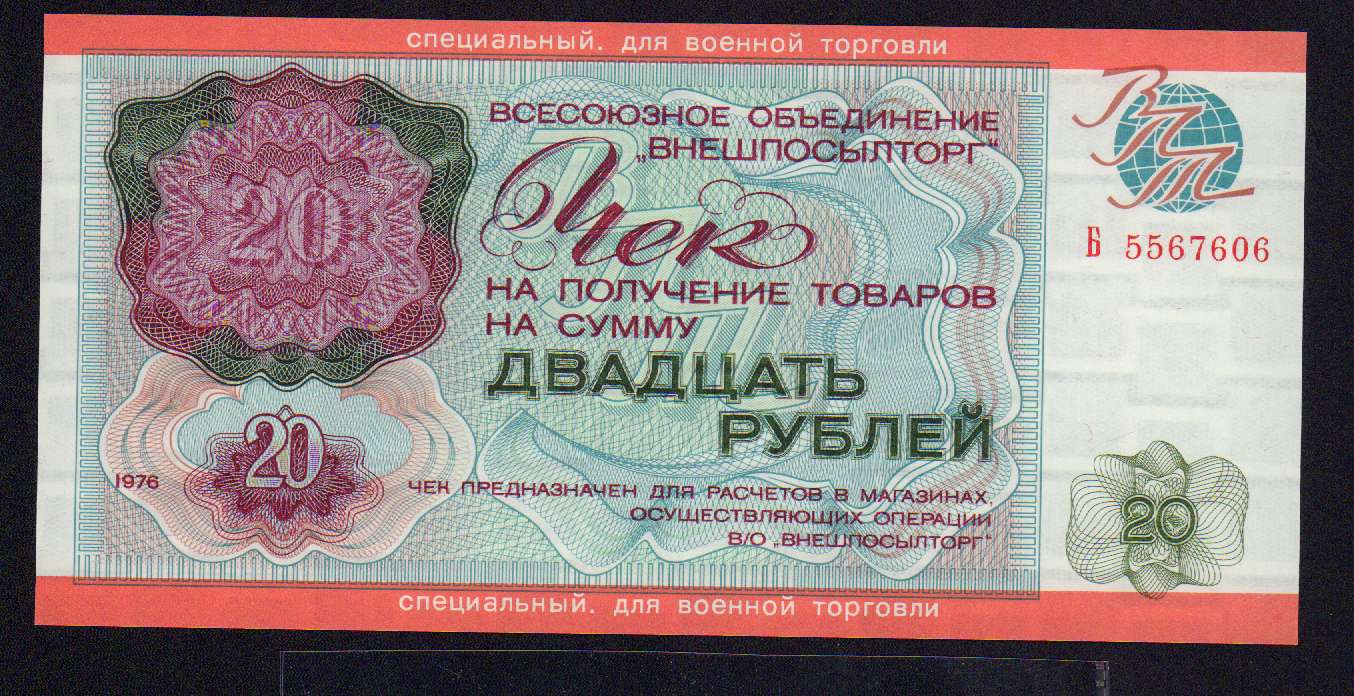 специальный. для военной торговли
ВСЕСОЮЗНОЕ ОБЪЕДИНЕНИЕ
„ВНЕШПОСЫЛТОРГ"
ВПТ
Б 5567606
20
Чек
НА ПОЛУЧЕНИЕ ТОВАРОВ
НА СУММУ
ДВАДЦАТЬ
РУБЛЕЙ
20
1976
ЧЕК ПРЕДНАЗНАЧЕН ДЛЯ РАСЧЕТОВ В МАГАЗИНАХ,
ОСУЩЕСТВЛЯЮЩИХ ОПЕРАЦИИ
В/О „ВНЕШПОСЫЛТОРГ"
20
специальный. для военной торговли